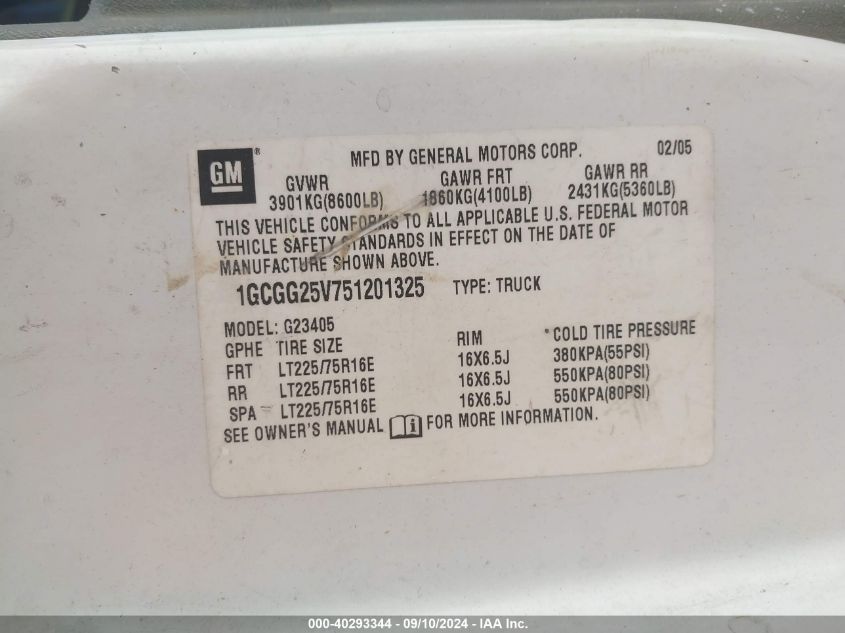 GM®
MFD BY GENERAL MOTORS CORP. 02/05
GVWR GAWR FRT GAWR RR
3901KG(8600LB) 1860KG(4100LB) 2431KG(5360LB)
THIS VEHICLE CONFORMS TO ALL APPLICABLE U.S. FEDERAL MOTOR
VEHICLE SAFETY STANDARDS IN EFFECT ON THE DATE OF
MANUFACTURE SHOWN ABOVE.
1GCGG25V751201325 TYPE: TRUCK
MODEL: G23405
GPHE TIRE SIZE RIM COLD TIRE PRESSURE
FRT LT225/75R16E 16X6.5J 380KPA(55PSI)
RR LT225/75R16E 16X6.5J 550KPA(80PSI)
SPA LT225/75R16E 16X6.5J 550KPA(80PSI)
SEE OWNER'S MANUAL FOR MORE INFORMATION.
000-40293344 - 09/10/2024 - IAA Inc.